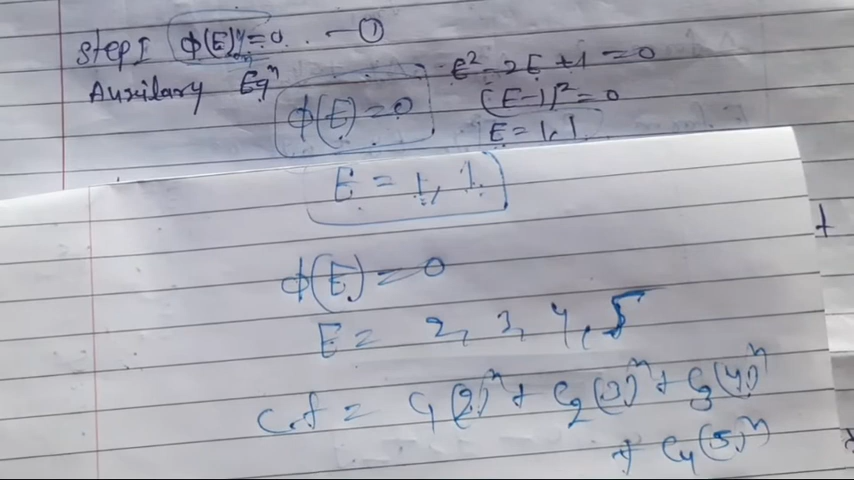 Step I φ(E)yₙ = 0 . . — ①
Auxilary Eqⁿ
φ(E) = 0
E² - 2E + 1 = 0
(E-1)² = 0
E = 1, 1
E = 1, 1
φ(E) = 0
E = 2, 3, 4, 5
C.f = C₁(2)ⁿ + C₂(3)ⁿ + C₃(4)ⁿ
+ C₄(5)ⁿ